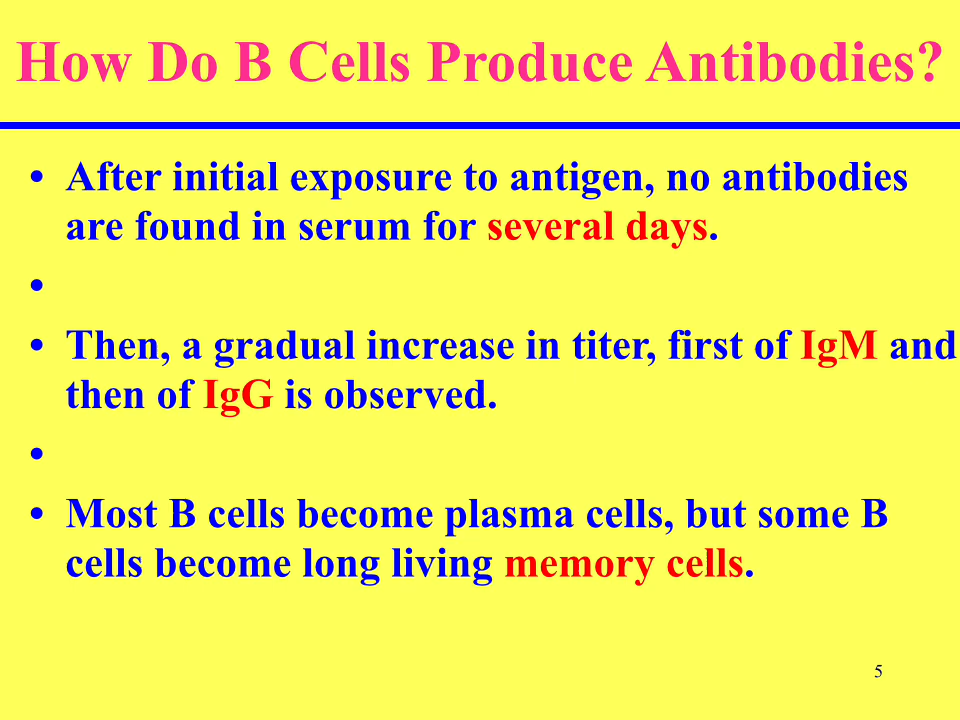 How Do B Cells Produce Antibodies?
• After initial exposure to antigen, no antibodies
are found in serum for several days.
•
• Then, a gradual increase in titer, first of IgM and
then of IgG is observed.
•
• Most B cells become plasma cells, but some B
cells become long living memory cells.
5